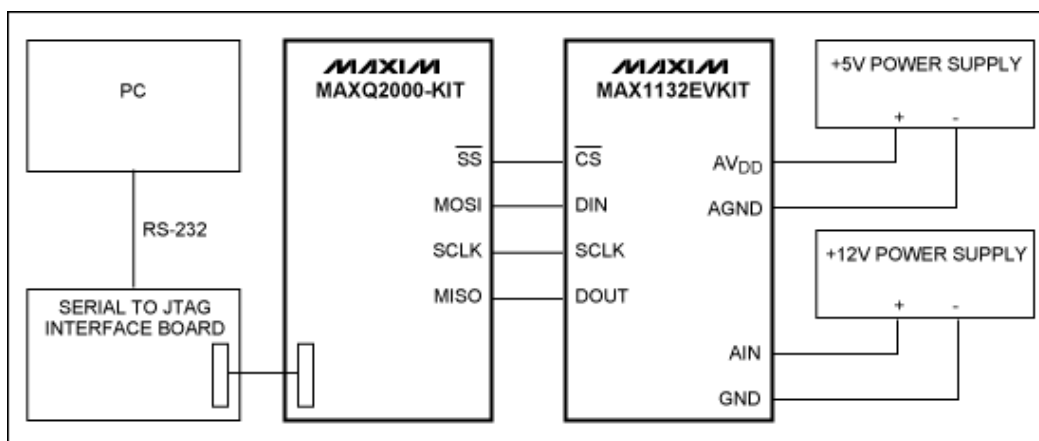 PC
RS-232
SERIAL TO JTAG
INTERFACE BOARD
MAXIM
MAXQ2000-KIT
SS
MOSI
SCLK
MISO
MAXIM
MAX1132EVKIT
CS
DIN
SCLK
DOUT
AVDD
AGND
AIN
GND
+5V POWER SUPPLY
+ -
+12V POWER SUPPLY
+ -